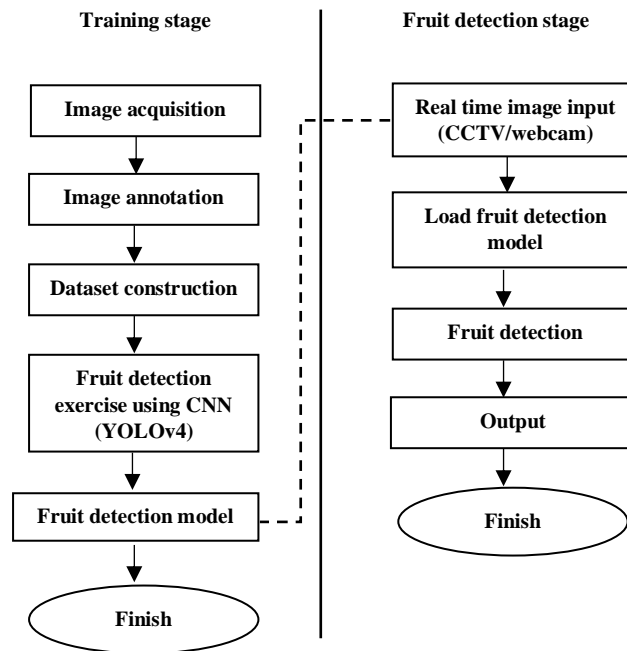 Training stage
Image acquisition
Image annotation
Dataset construction
Fruit detection
exercise using CNN
(YOLOv4)
Fruit detection model
Finish
Fruit detection stage
Real time image input
(CCTV/webcam)
Load fruit detection
model
Fruit detection
Output
Finish